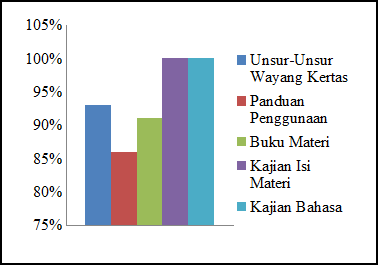 105%
100%
95%
90%
85%
80%
75%
Unsur-Unsur
Wayang Kertas
Panduan
Penggunaan
Buku Materi
Kajian Isi
Materi
Kajian Bahasa